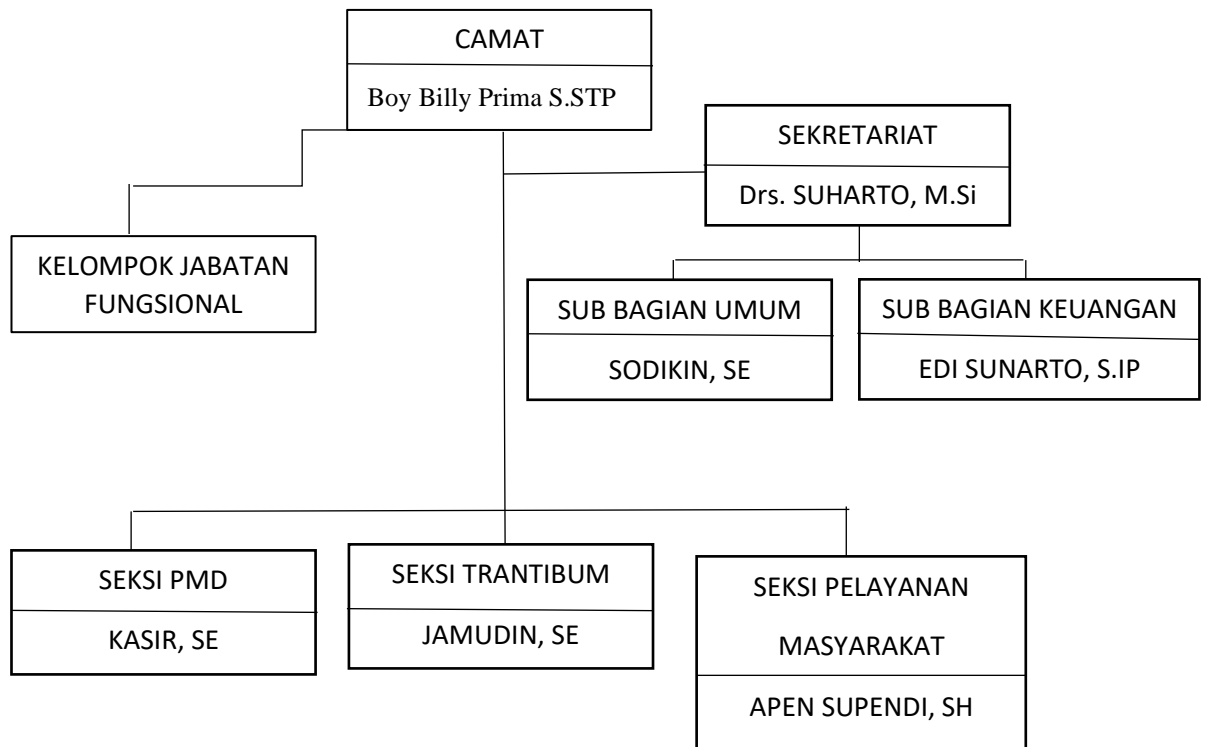 CAMAT
Boy Billy Prima S.STP
SEKRETARIAT
Drs. SUHARTO, M.Si
KELOMPOK JABATAN
FUNGSIONAL
SUB BAGIAN UMUM
SODIKIN, SE
SUB BAGIAN KEUANGAN
EDI SUNARTO, S.IP
SEKSI PMD
KASIR, SE
SEKSI TRANTIBUM
JAMUDIN, SE
SEKSI PELAYANAN
MASYARAKAT
APEN SUPENDI, SH